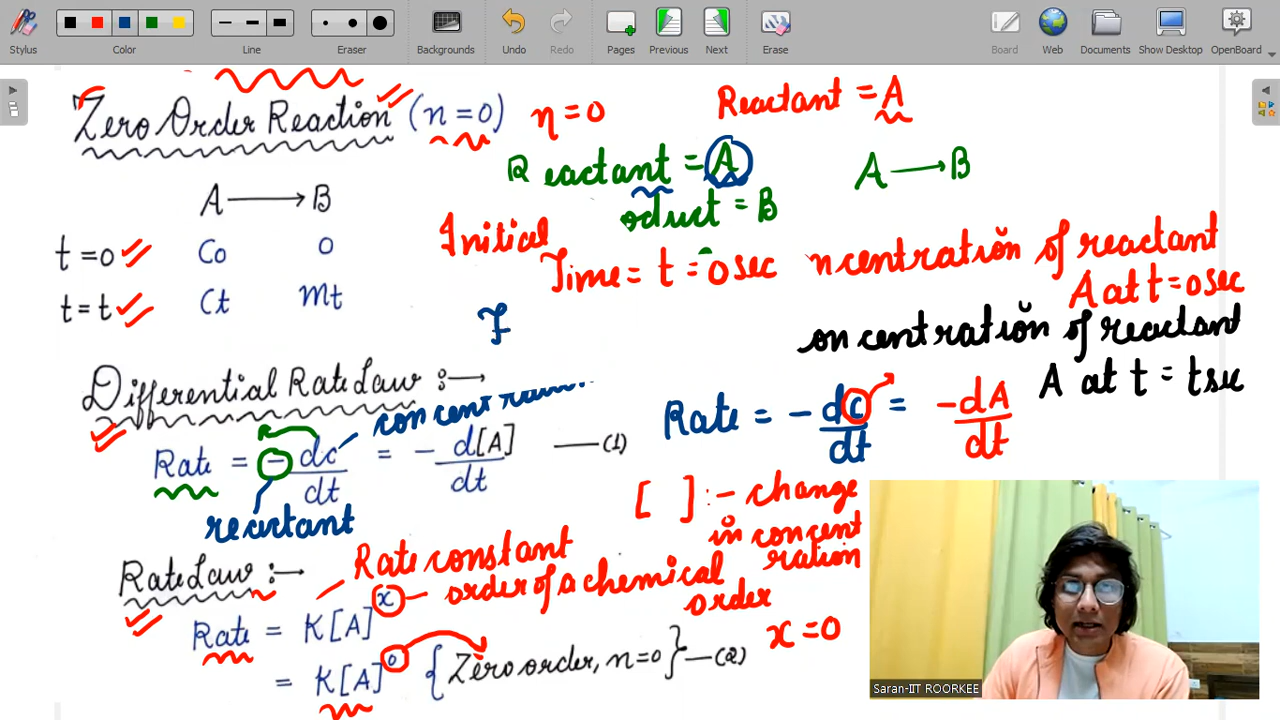 Stylus
Color
Line
Eraser
Backgrounds
Undo
Redo
Pages
Previous
Next
Erase
Board
Web
Documents
Show Desktop
OpenBoard
Zero Order Reaction (n=0)
n=0
Reactant = A
Reactant = A
A ⟶ B
oduct = B
A ⟶ B
Initial
Time = t = 0 sec
ncentration of reactant
A at t=0 sec
t=0 Co 0
t=t Ct Mt
oncentration of reactant
A at t = t sec
Differential Rate Law :⟶
concentration
Rate = -dc/dt = -d[A]/dt —(1)
reactant
Rate = -dc/dt = -dA/dt
[ ] :- change
in concent
ration
Rate Law :⟶
Rate constant
Rate = K[A]^x – order of a chemical
order
x=0
= K[A]^0 {Zero order, n=0} —(2)
Saran-IIT ROORKEE